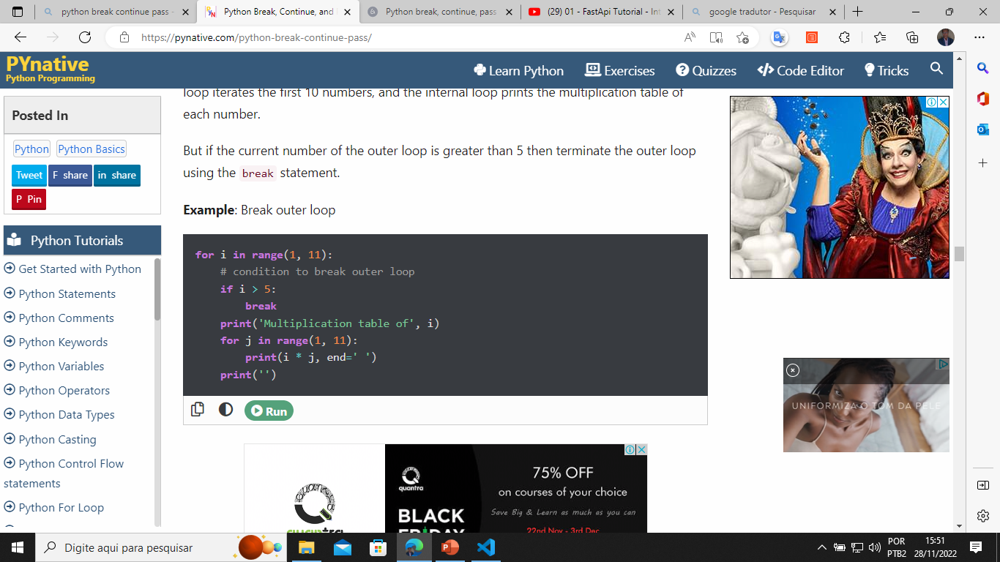 python break continue pass -
Python Break, Continue, and
Python break, continue, pass
(29) 01 - FastApi Tutorial - Int
google tradutor - Pesquisar
https://pynative.com/python-break-continue-pass/
PYnative
Python Programming
Learn Python
Exercises
Quizzes
Code Editor
Tricks
Posted In
Python Python Basics
Tweet F share in share
P Pin
Python Tutorials
Get Started with Python
Python Statements
Python Comments
Python Keywords
Python Variables
Python Operators
Python Data Types
Python Casting
Python Control Flow
statements
Python For Loop
loop iterates the first 10 numbers, and the internal loop prints the multiplication table of
each number.
But if the current number of the outer loop is greater than 5 then terminate the outer loop
using the break statement.
Example: Break outer loop
for i in range(1, 11):
    # condition to break outer loop
    if i > 5:
        break
    print('Multiplication table of', i)
    for j in range(1, 11):
        print(i * j, end=' ')
    print('')
Run
quantra
75% OFF
on courses of your choice
Save Big & Learn as much as you can
BLACK
FRIDAY
22nd Nov - 3rd Dec
UNIFORMIZA O TOM DA PELE
Digite aqui para pesquisar
POR
PTB2
15:51
28/11/2022